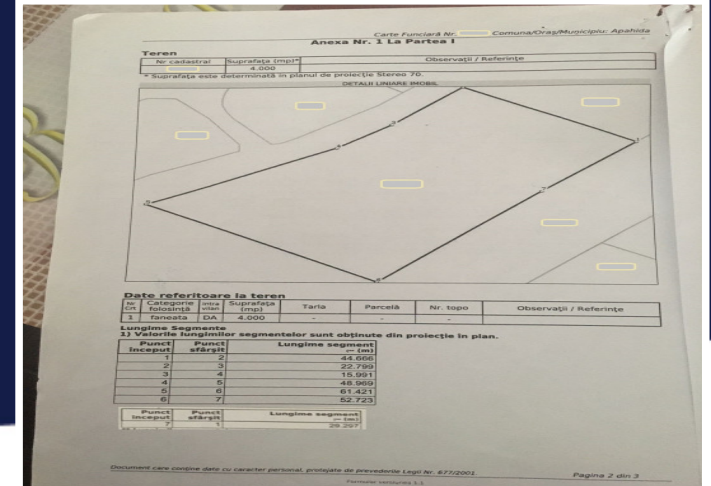 Carte Funciară Nr. Comuna/Oraș/Municipiu: Apahida
Anexa Nr. 1 La Partea I
Teren
Nr cadastral Suprafața (mp)* Observații / Referințe
4.000
* Suprafața este determinată in planul de proiecție Stereo 70.
DETALII LINIARE IMOBIL
Date referitoare la teren
Nr Crt Categorie folosință Intra vilan Suprafața (mp) Tarla Parcelă Nr. topo Observații / Referințe
1 faneata DA 4.000 - - -
Lungime Segmente
1) Valorile lungimilor segmentelor sunt obținute din proiecție în plan.
Punct început Punct sfârșit Lungime segment (m)
1 2 44.666
2 3 22.799
3 4 15.991
4 5 48.969
5 6 61.421
6 7 52.723
Punct început Punct sfârșit Lungime segment (m)
7 1 29.257
Document care conține date cu caracter personal, protejate de prevederile Legii Nr. 677/2001.
Pagina 2 din 3